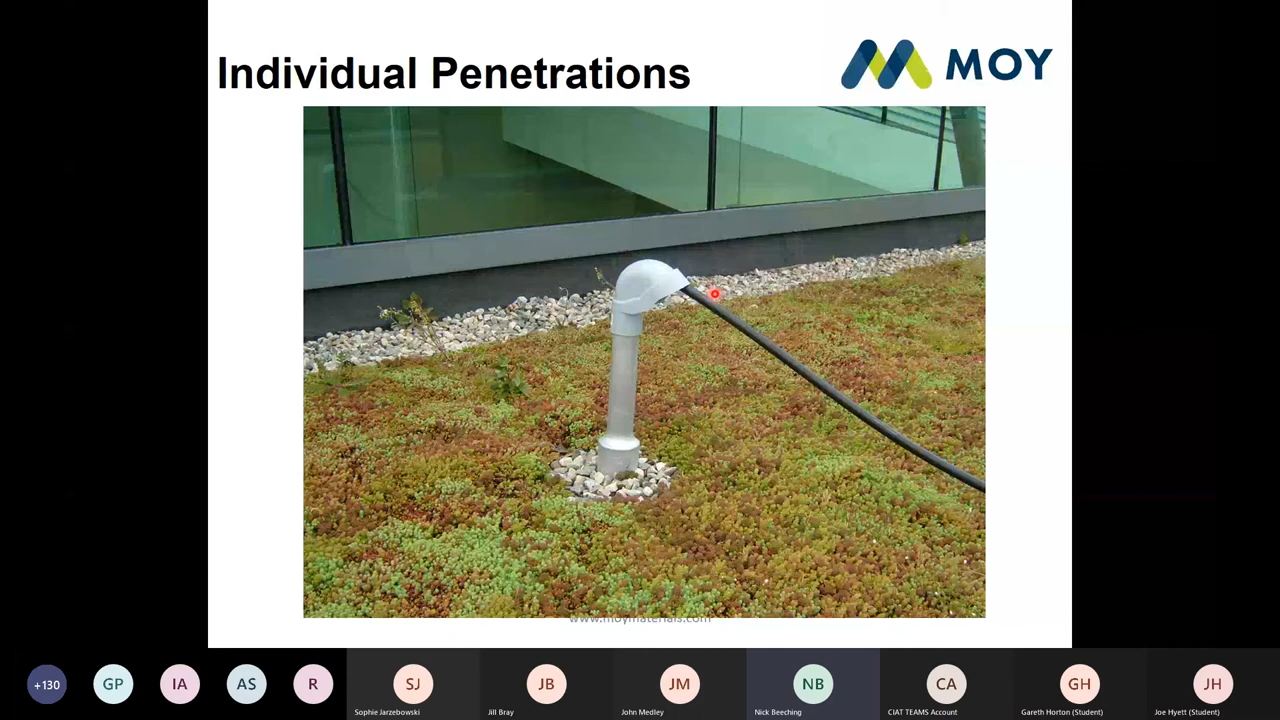 Individual Penetrations
MOY
www.moymaterials.com
+130
GP
IA
AS
R
SJ
JB
JM
NB
CA
GH
JH
Sophie Jarzebowski
Jill Bray
John Medley
Nick Beeching
CIAT TEAMS Account
Gareth Horton (Student)
Joe Hyett (Student)